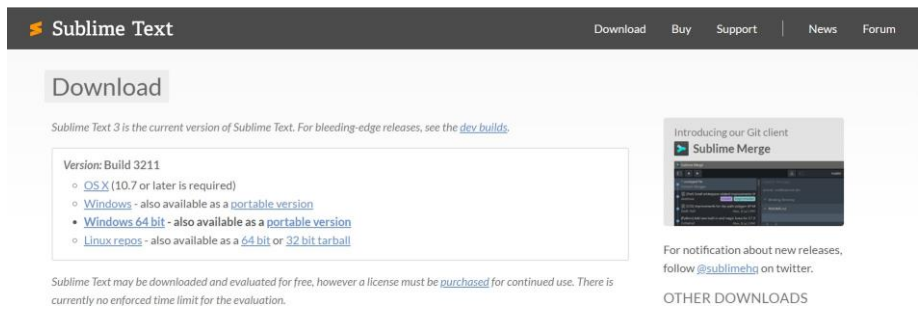 Sublime Text
Download Buy Support News Forum
Download
Sublime Text 3 is the current version of Sublime Text. For bleeding-edge releases, see the dev builds.
Version: Build 3211
OS X (10.7 or later is required)
Windows - also available as a portable version
Windows 64 bit - also available as a portable version
Linux repos - also available as a 64 bit or 32 bit tarball
Sublime Text may be downloaded and evaluated for free, however a license must be purchased for continued use. There is
currently no enforced time limit for the evaluation.
Introducing our Git client
Sublime Merge
For notification about new releases,
follow @sublimehq on twitter.
OTHER DOWNLOADS